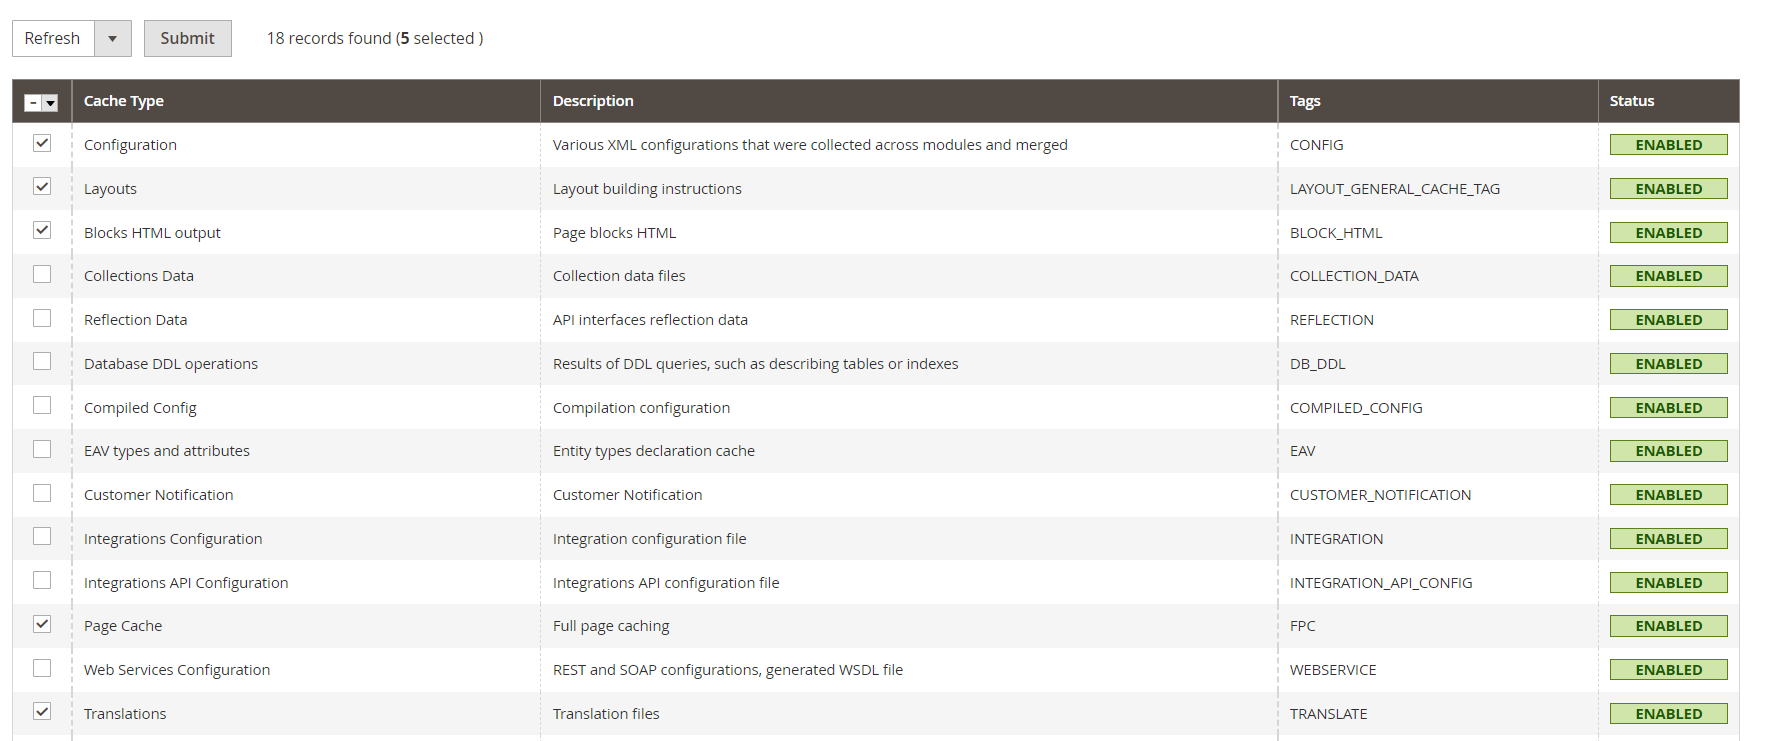 Refresh Submit 18 records found (5 selected )
Cache Type Description Tags Status
Configuration Various XML configurations that were collected across modules and merged CONFIG ENABLED
Layouts Layout building instructions LAYOUT_GENERAL_CACHE_TAG ENABLED
Blocks HTML output Page blocks HTML BLOCK_HTML ENABLED
Collections Data Collection data files COLLECTION_DATA ENABLED
Reflection Data API interfaces reflection data REFLECTION ENABLED
Database DDL operations Results of DDL queries, such as describing tables or indexes DB_DDL ENABLED
Compiled Config Compilation configuration COMPILED_CONFIG ENABLED
EAV types and attributes Entity types declaration cache EAV ENABLED
Customer Notification Customer Notification CUSTOMER_NOTIFICATION ENABLED
Integrations Configuration Integration configuration file INTEGRATION ENABLED
Integrations API Configuration Integrations API configuration file INTEGRATION_API_CONFIG ENABLED
Page Cache Full page caching FPC ENABLED
Web Services Configuration REST and SOAP configurations, generated WSDL file WEBSERVICE ENABLED
Translations Translation files TRANSLATE ENABLED